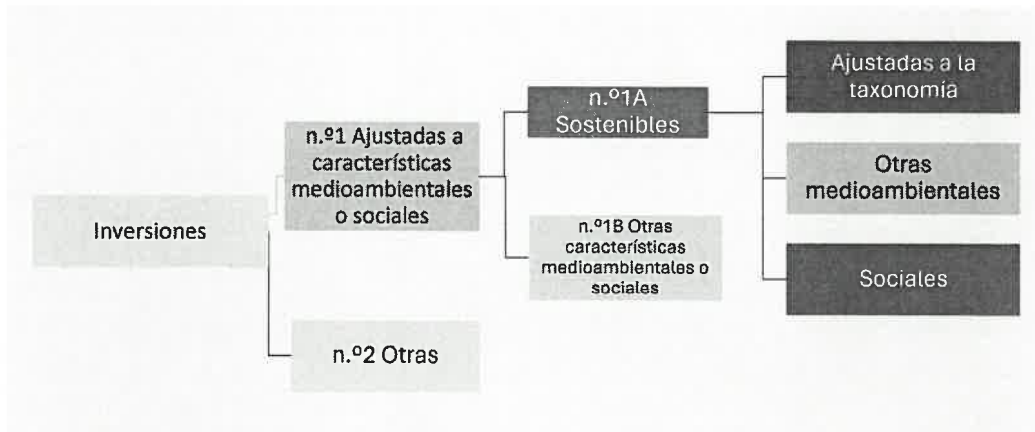 Inversiones
n.º1 Ajustadas a
características
medioambientales
o sociales
n.º2 Otras
n.º1A
Sostenibles
n.º1B Otras
características
medioambientales o
sociales
Ajustadas a la
taxonomía
Otras
medioambientales
Sociales